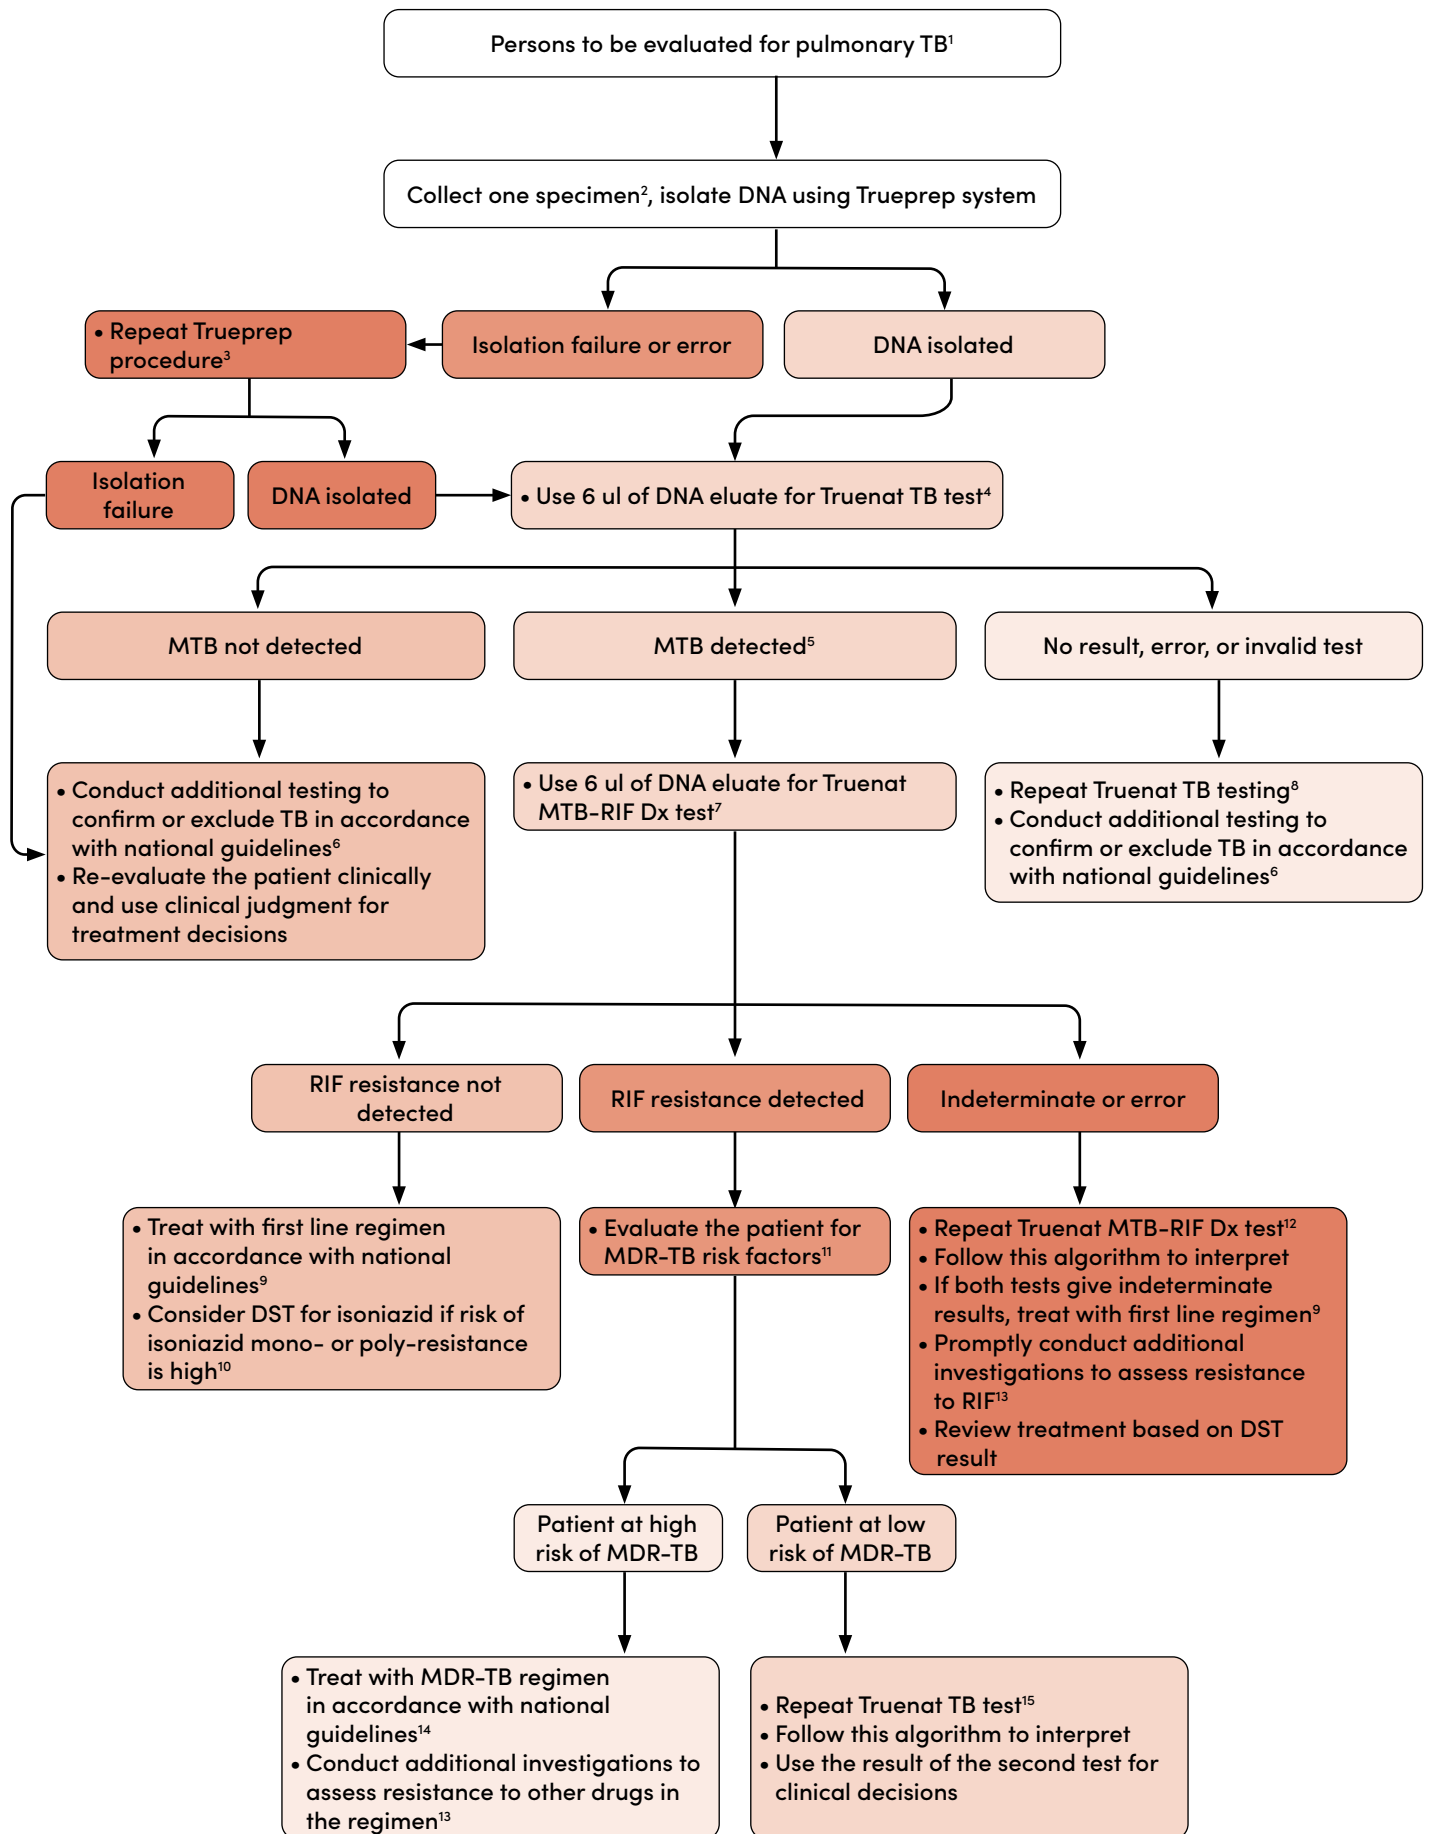 Persons to be evaluated for pulmonary TB¹
Collect one specimen², isolate DNA using Trueprep system
• Repeat Trueprep
procedure³
Isolation failure or error
DNA isolated
Isolation
failure
DNA isolated
• Use 6 ul of DNA eluate for Truenat TB test⁴
MTB not detected
MTB detected⁵
No result, error, or invalid test
• Conduct additional testing to
confirm or exclude TB in accordance
with national guidelines⁶
• Re-evaluate the patient clinically
and use clinical judgment for
treatment decisions
• Use 6 ul of DNA eluate for Truenat
MTB-RIF Dx test⁷
• Repeat Truenat TB testing⁸
• Conduct additional testing to
confirm or exclude TB in accordance
with national guidelines⁶
RIF resistance not
detected
RIF resistance detected
Indeterminate or error
• Treat with first line regimen
in accordance with national
guidelines⁹
• Consider DST for isoniazid if risk of
isoniazid mono- or poly-resistance
is high¹⁰
• Evaluate the patient for
MDR-TB risk factors¹¹
• Repeat Truenat MTB-RIF Dx test¹²
• Follow this algorithm to interpret
• If both tests give indeterminate
results, treat with first line regimen⁹
• Promptly conduct additional
investigations to assess resistance
to RIF¹³
• Review treatment based on DST
result
Patient at high
risk of MDR-TB
Patient at low
risk of MDR-TB
• Treat with MDR-TB regimen
in accordance with national
guidelines¹⁴
• Conduct additional investigations to
assess resistance to other drugs in
the regimen¹³
• Repeat Truenat TB test¹⁵
• Follow this algorithm to interpret
• Use the result of the second test for
clinical decisions